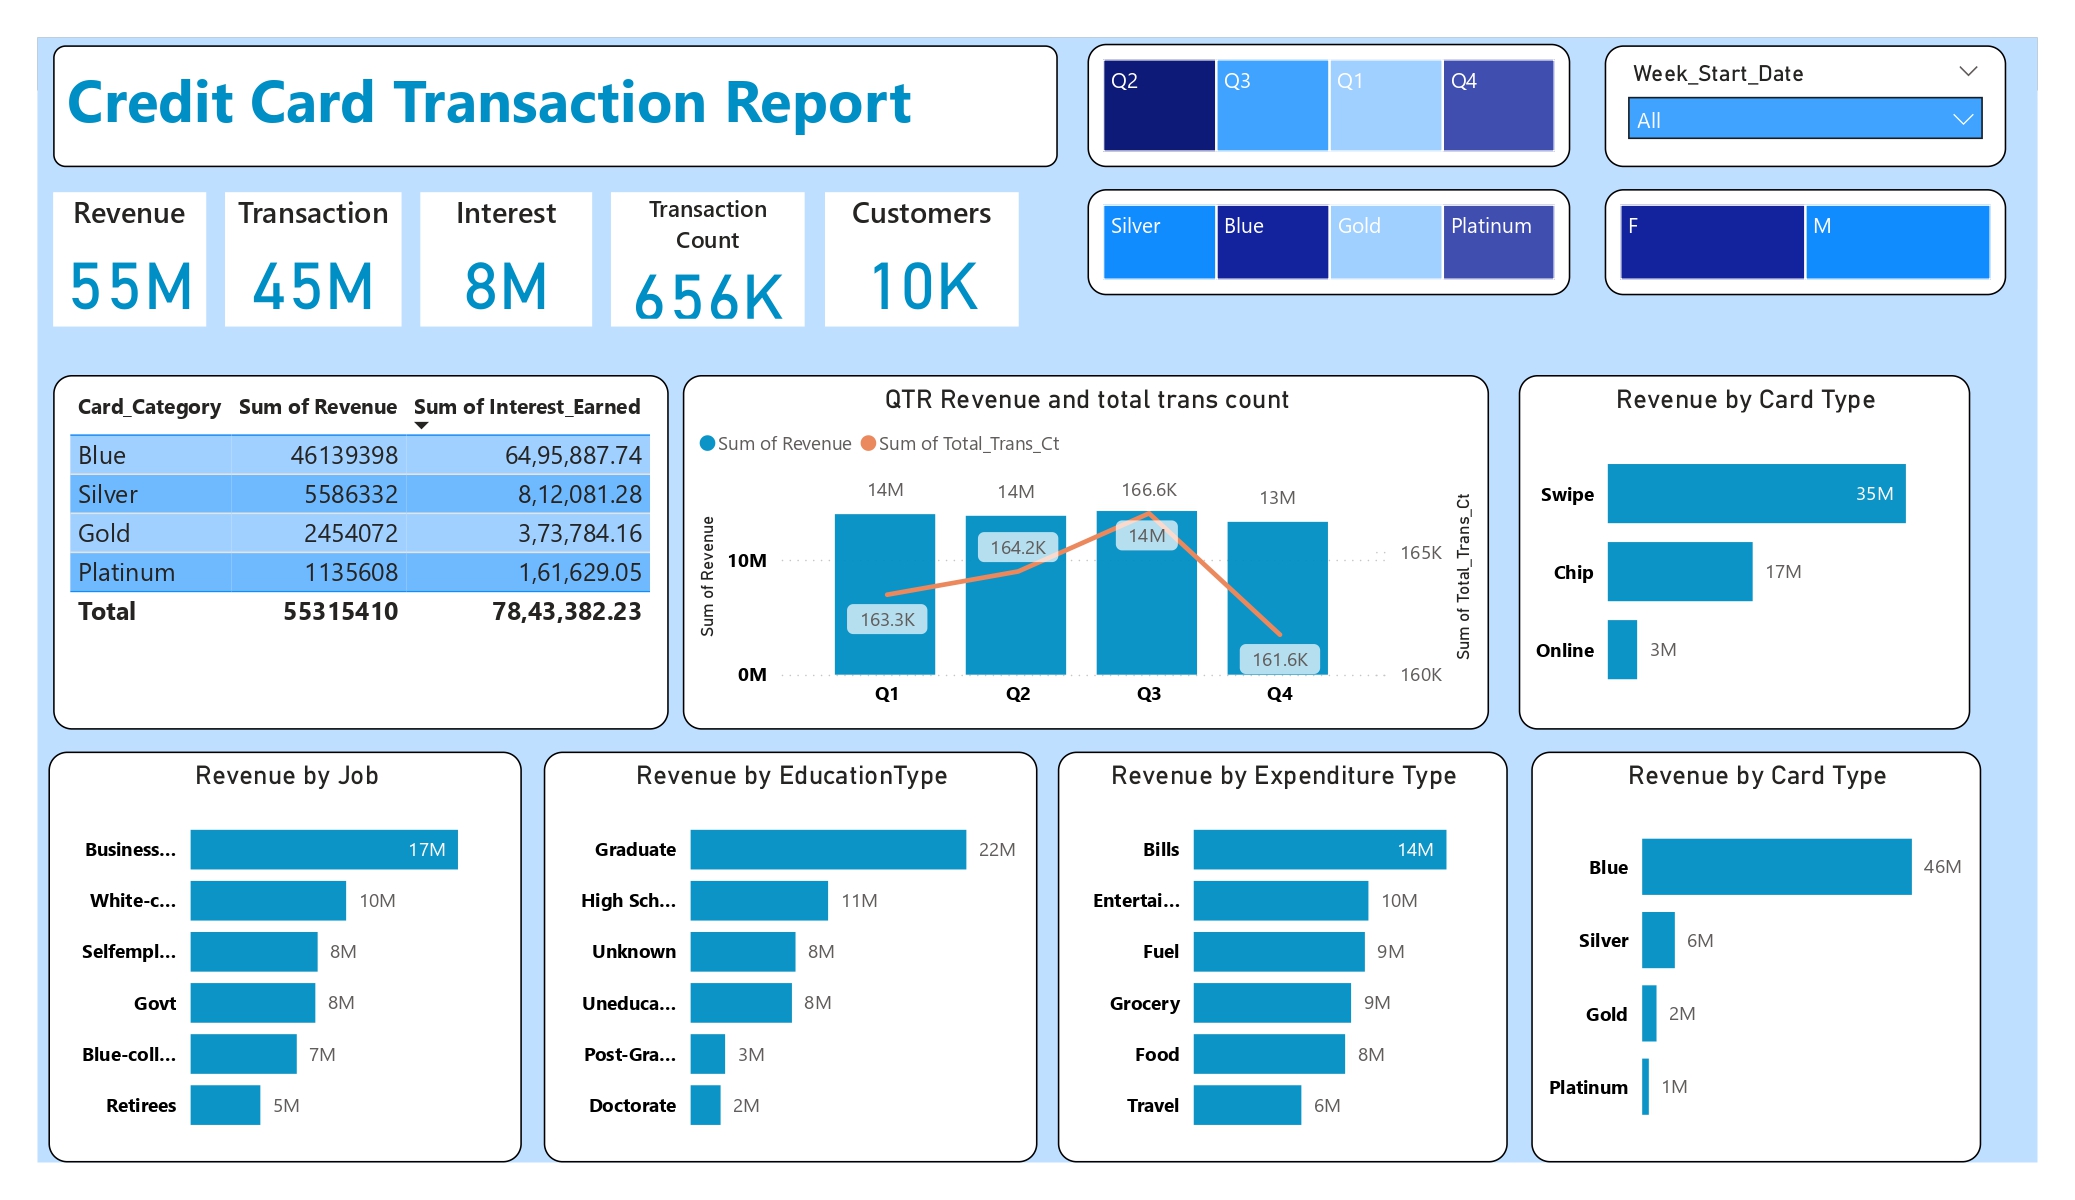 Credit Card Transaction Report
Q2 Q3 Q1 Q4
Week_Start_Date
All
Revenue
55M
Transaction
45M
Interest
8M
Transaction
Count
656K
Customers
10K
Silver Blue Gold Platinum
F M
Card_Category Sum of Revenue Sum of Interest_Earned
Blue 46139398 64,95,887.74
Silver 5586332 8,12,081.28
Gold 2454072 3,73,784.16
Platinum 1135608 1,61,629.05
Total 55315410 78,43,382.23
QTR Revenue and total trans count
Sum of Revenue Sum of Total_Trans_Ct
14M 14M 166.6K 13M
163.3K 164.2K 14M 161.6K
Sum of Revenue
10M
0M
Q1 Q2 Q3 Q4
165K
160K
Sum of Total_Trans_Ct
Revenue by Card Type
Swipe 35M
Chip 17M
Online 3M
Revenue by Job
Business... 17M
White-c... 10M
Selfempl... 8M
Govt 8M
Blue-coll... 7M
Retirees 5M
Revenue by EducationType
Graduate 22M
High Sch... 11M
Unknown 8M
Uneduca... 8M
Post-Gra... 3M
Doctorate 2M
Revenue by Expenditure Type
Bills 14M
Entertai... 10M
Fuel 9M
Grocery 9M
Food 8M
Travel 6M
Revenue by Card Type
Blue 46M
Silver 6M
Gold 2M
Platinum 1M